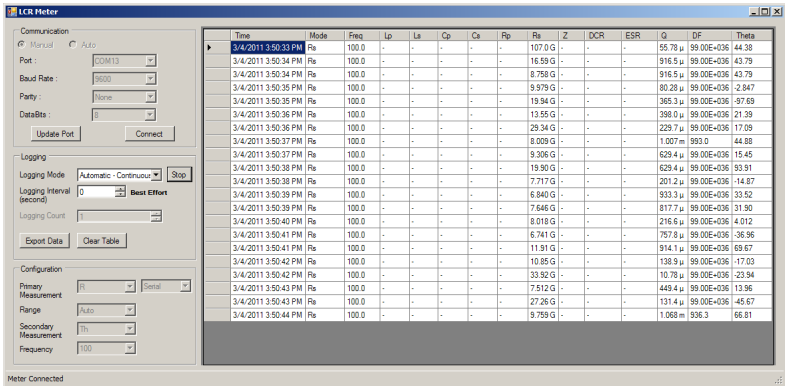 LCR Meter
Communication
Manual Auto
Port : COM13
Baud Rate : 9600
Parity : None
DataBits : 8
Update Port Connect
Logging
Logging Mode Automatic - Continuous Stop
Logging Interval (second) 0 Best Effort
Logging Count 1
Export Data Clear Table
Configuration
Primary Measurement R Serial
Range Auto
Secondary Measurement Th
Frequency 100
Time Mode Freq Lp Ls Cp Cs Rp Rs Z DCR ESR Q DF Theta
3/4/2011 3:50:33 PM Rs 100.0 - - - - - 107.0 G - - - 55.78 µ 99.00E+036 44.38
3/4/2011 3:50:34 PM Rs 100.0 - - - - - 16.59 G - - - 916.5 µ 99.00E+036 43.79
3/4/2011 3:50:34 PM Rs 100.0 - - - - - 8.758 G - - - 916.5 µ 99.00E+036 43.79
3/4/2011 3:50:35 PM Rs 100.0 - - - - - 9.979 G - - - 80.28 µ 99.00E+036 -2.847
3/4/2011 3:50:35 PM Rs 100.0 - - - - - 19.94 G - - - 365.3 µ 99.00E+036 -97.69
3/4/2011 3:50:36 PM Rs 100.0 - - - - - 13.55 G - - - 398.0 µ 99.00E+036 21.39
3/4/2011 3:50:36 PM Rs 100.0 - - - - - 29.34 G - - - 229.7 µ 99.00E+036 17.09
3/4/2011 3:50:37 PM Rs 100.0 - - - - - 8.009 G - - - 1.007 m 993.0 44.88
3/4/2011 3:50:37 PM Rs 100.0 - - - - - 9.306 G - - - 629.4 µ 99.00E+036 15.45
3/4/2011 3:50:38 PM Rs 100.0 - - - - - 19.90 G - - - 629.4 µ 99.00E+036 93.91
3/4/2011 3:50:38 PM Rs 100.0 - - - - - 7.717 G - - - 201.2 µ 99.00E+036 -14.87
3/4/2011 3:50:39 PM Rs 100.0 - - - - - 6.840 G - - - 933.3 µ 99.00E+036 33.52
3/4/2011 3:50:39 PM Rs 100.0 - - - - - 7.646 G - - - 817.7 µ 99.00E+036 31.90
3/4/2011 3:50:40 PM Rs 100.0 - - - - - 8.018 G - - - 216.6 µ 99.00E+036 4.012
3/4/2011 3:50:41 PM Rs 100.0 - - - - - 6.741 G - - - 757.8 µ 99.00E+036 -36.96
3/4/2011 3:50:41 PM Rs 100.0 - - - - - 11.91 G - - - 914.1 µ 99.00E+036 69.67
3/4/2011 3:50:42 PM Rs 100.0 - - - - - 10.85 G - - - 138.9 µ 99.00E+036 -17.03
3/4/2011 3:50:42 PM Rs 100.0 - - - - - 33.92 G - - - 10.78 µ 99.00E+036 -23.94
3/4/2011 3:50:43 PM Rs 100.0 - - - - - 7.512 G - - - 449.4 µ 99.00E+036 13.96
3/4/2011 3:50:43 PM Rs 100.0 - - - - - 27.26 G - - - 131.4 µ 99.00E+036 -45.67
3/4/2011 3:50:44 PM Rs 100.0 - - - - - 9.759 G - - - 1.068 m 936.3 66.81
Meter Connected